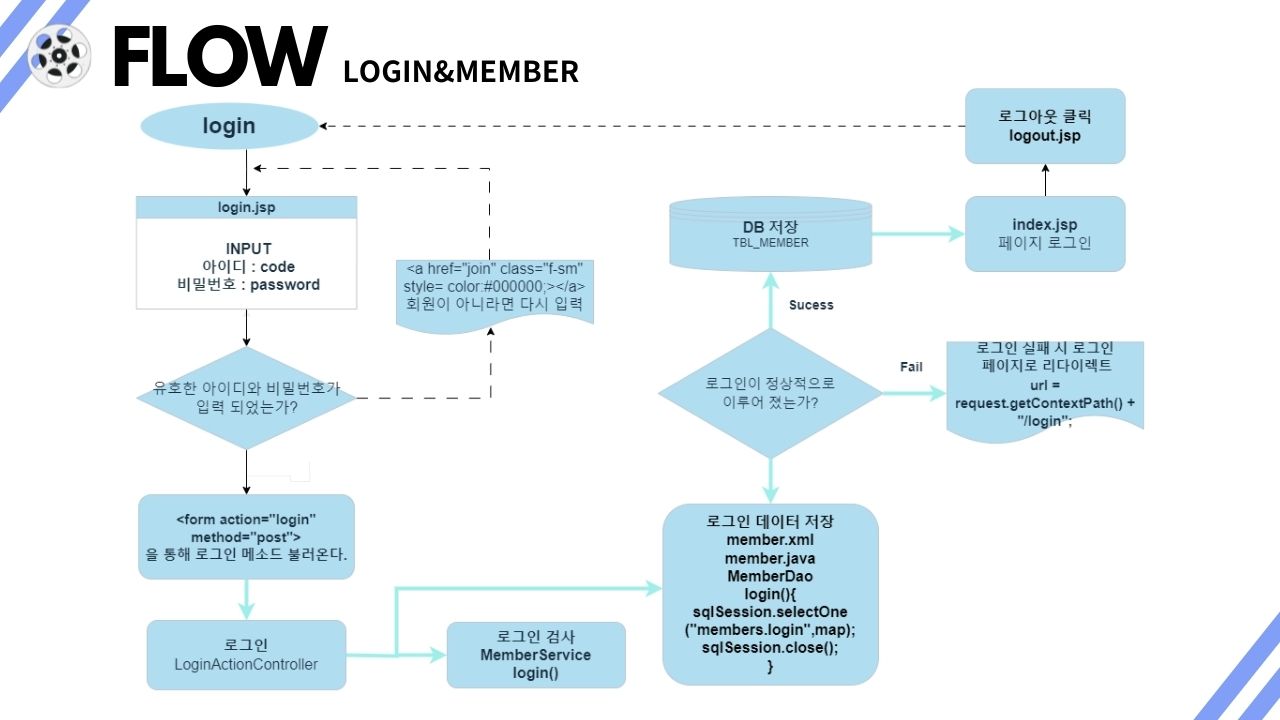 FLOW LOGIN&MEMBER
login
로그아웃 클릭
logout.jsp
login.jsp
INPUT
아이디 : code
비밀번호 : password
<a href="join" class="f-sm"
style= color:#000000;></a>
회원이 아니라면 다시 입력
DB 저장
TBL_MEMBER
index.jsp
페이지 로그인
Sucess
유호한 아이디와 비밀번호가
입력 되었는가?
로그인이 정상적으로
이루어 졌는가?
Fail
로그인 실패 시 로그인
페이지로 리다이렉트
url =
request.getContextPath() +
"/login";
<form action="login"
method="post">
을 통해 로그인 메소드 불러온다.
로그인
LoginActionController
로그인 검사
MemberService
login()
로그인 데이터 저장
member.xml
member.java
MemberDao
login(){
sqlSession.selectOne
("members.login",map);
sqlSession.close();
}